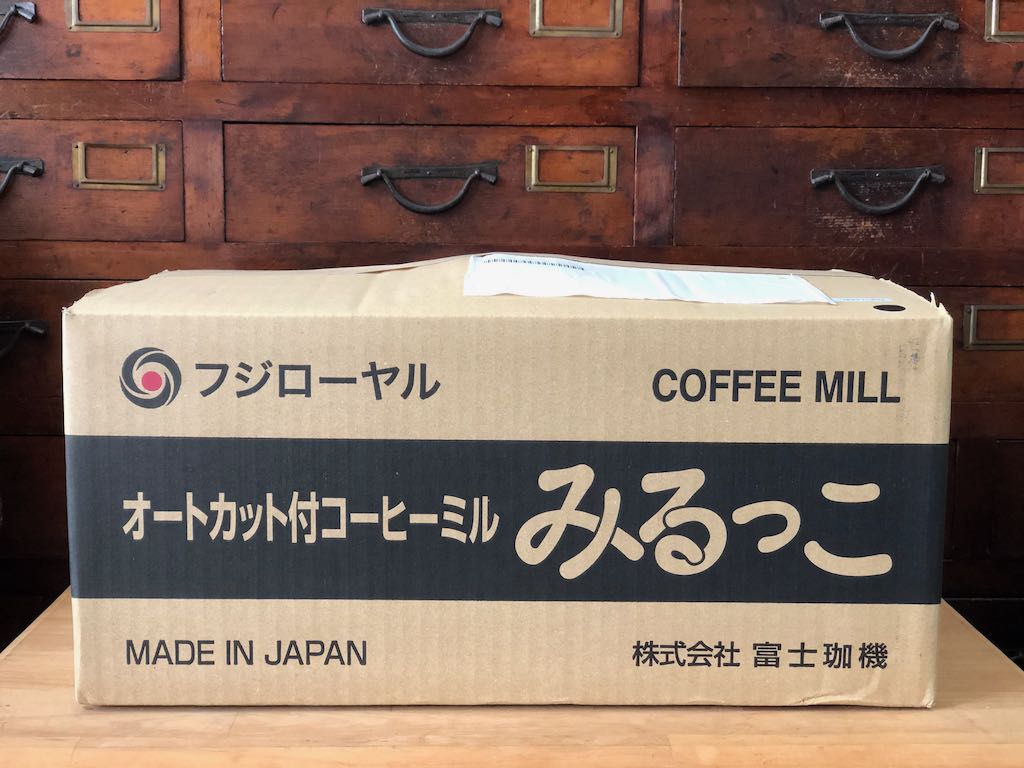 フジローヤル
COFFEE MILL
オートカット付コーヒーミル みるっこ
MADE IN JAPAN
株式会社 富士珈機